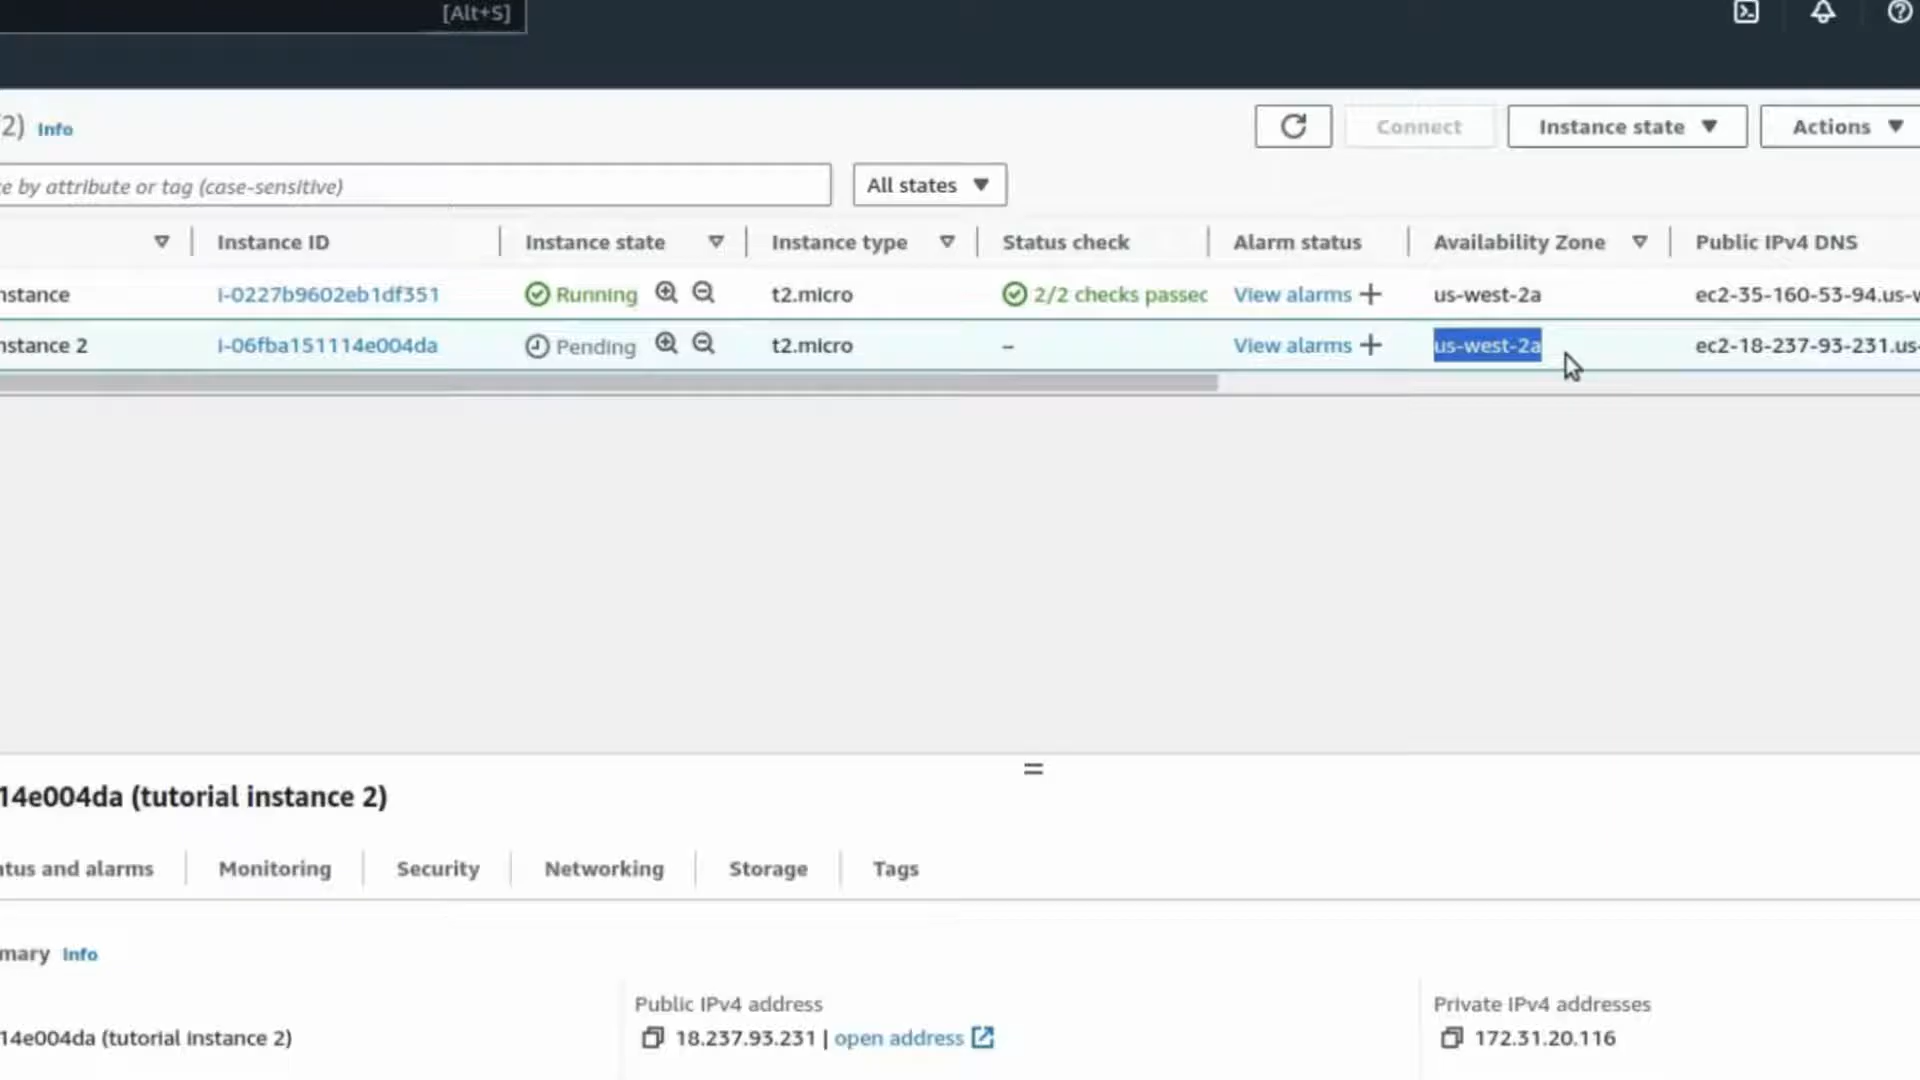 [Alt+S]
2) Info
Connect
Instance state
Actions
e by attribute or tag (case-sensitive)
All states
Instance ID
Instance state
Instance type
Status check
Alarm status
Availability Zone
Public IPv4 DNS
nstance
i-0227b9602eb1df351
Running
t2.micro
2/2 checks passec
View alarms +
us-west-2a
ec2-35-160-53-94.us-w
nstance 2
i-06fba151114e004da
Pending
t2.micro
–
View alarms +
us-west-2a
ec2-18-237-93-231.us-
14e004da (tutorial instance 2)
atus and alarms
Monitoring
Security
Networking
Storage
Tags
mary Info
Public IPv4 address
Private IPv4 addresses
14e004da (tutorial instance 2)
18.237.93.231 | open address
172.31.20.116